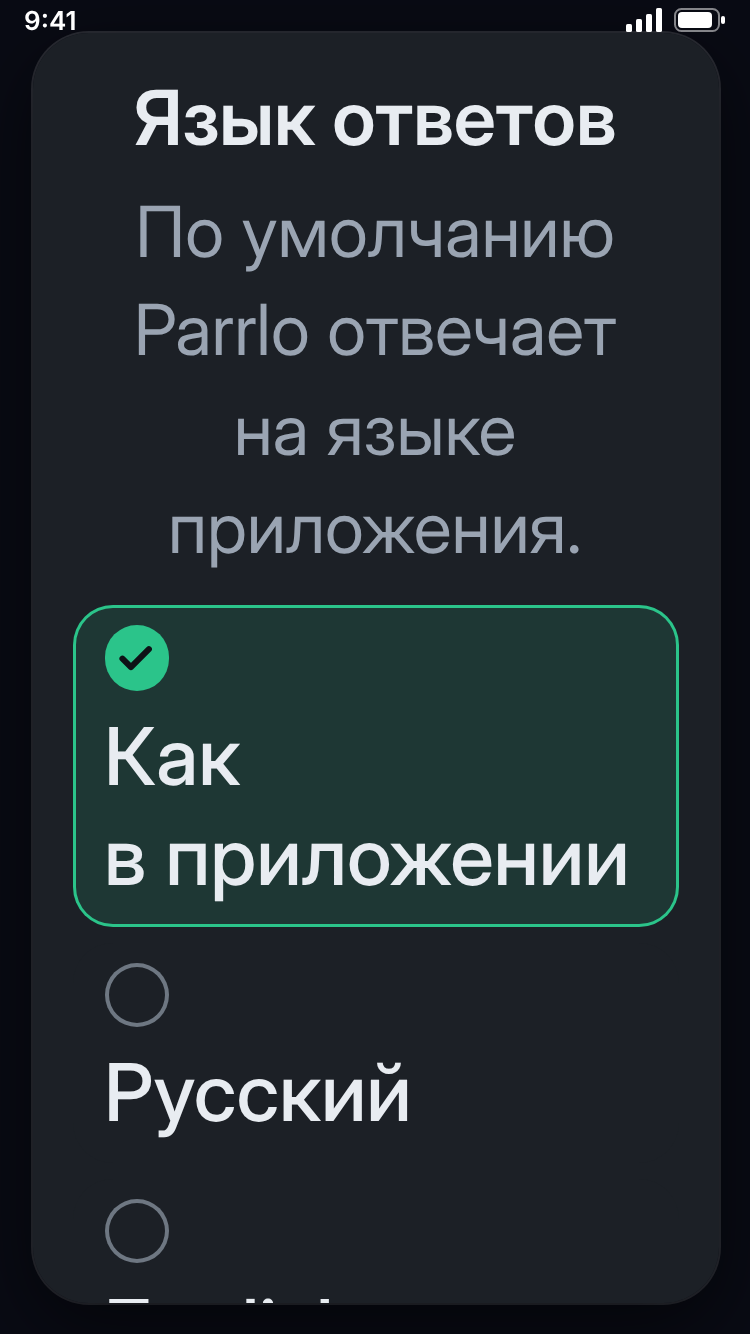 9:41
Язык ответов
По умолчанию
Parrlo отвечает
на языке
приложения.
Как
в приложении
Русский